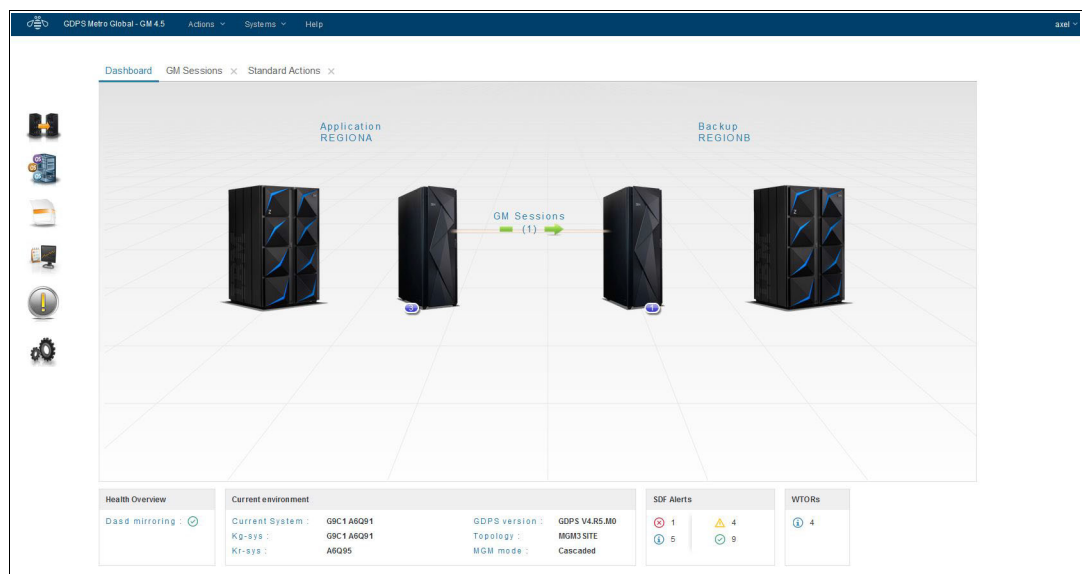 GDPS Metro Global - GM 4.5 Actions Systems Help axel
Dashboard GM Sessions Standard Actions
Application
REGIONA
Backup
REGIONB
GM Sessions
(1)
3
1
Health Overview
Dasd mirroring :
Current environment
Current System : G9C1 A6Q91
Kg-sys : G9C1 A6Q91
Kr-sys : A6Q95
GDPS version : GDPS V4.R5.M0
Topology : MGM3 SITE
MGM mode : Cascaded
SDF Alerts
1 4
5 9
WTORs
4